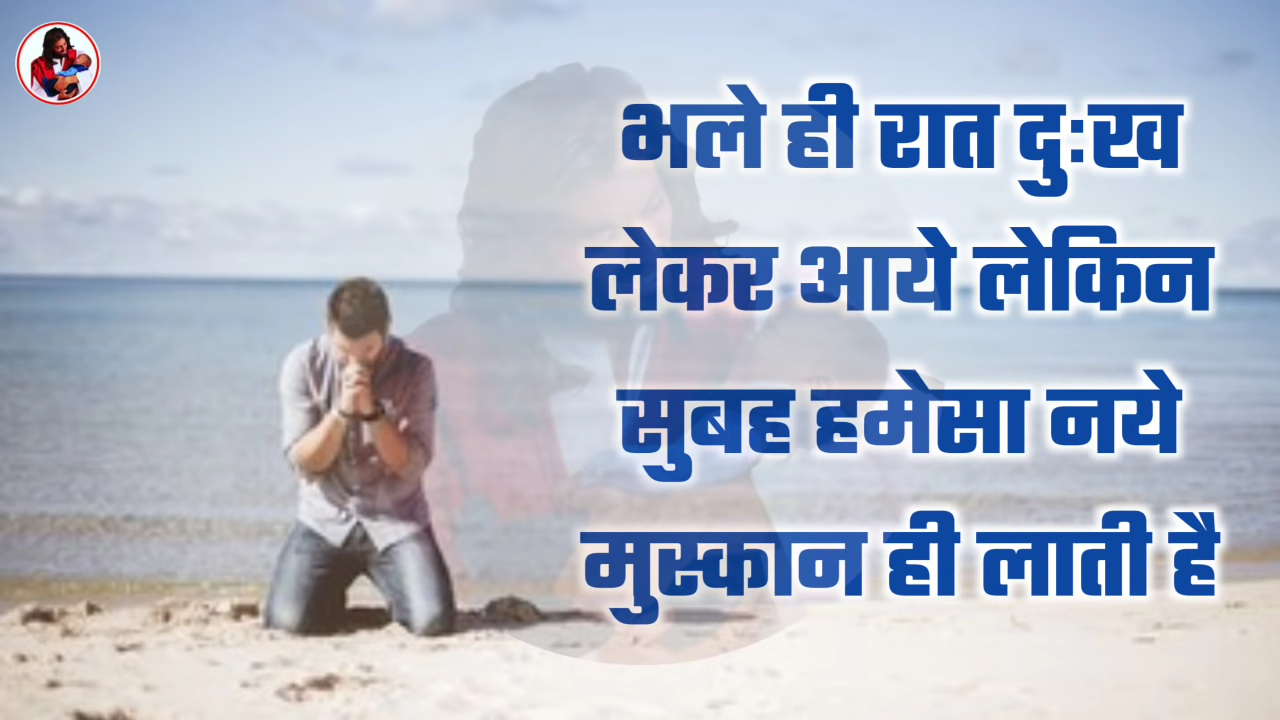 भले ही रात दुःख
लेकर आये लेकिन
सुबह हमेसा नये
मुस्कान ही लाती है